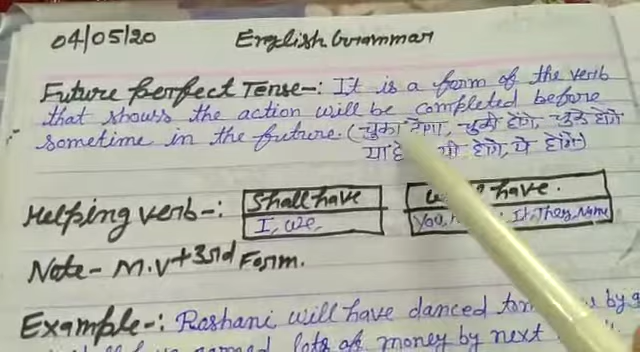 04/05/20 English Grammar
Future Perfect Tense-: It is a form of the verb
that shows the action will be completed before
sometime in the future. (चुका होगा, चुकी होंगी, चुके होंगे
या हो होंगे, ये होंगे)
Helping verb-: Shall have have.
I, We, You, It, They, Name
Note- M.V+3rd Form.
Example-: Roshani will have danced by
lots of money by next